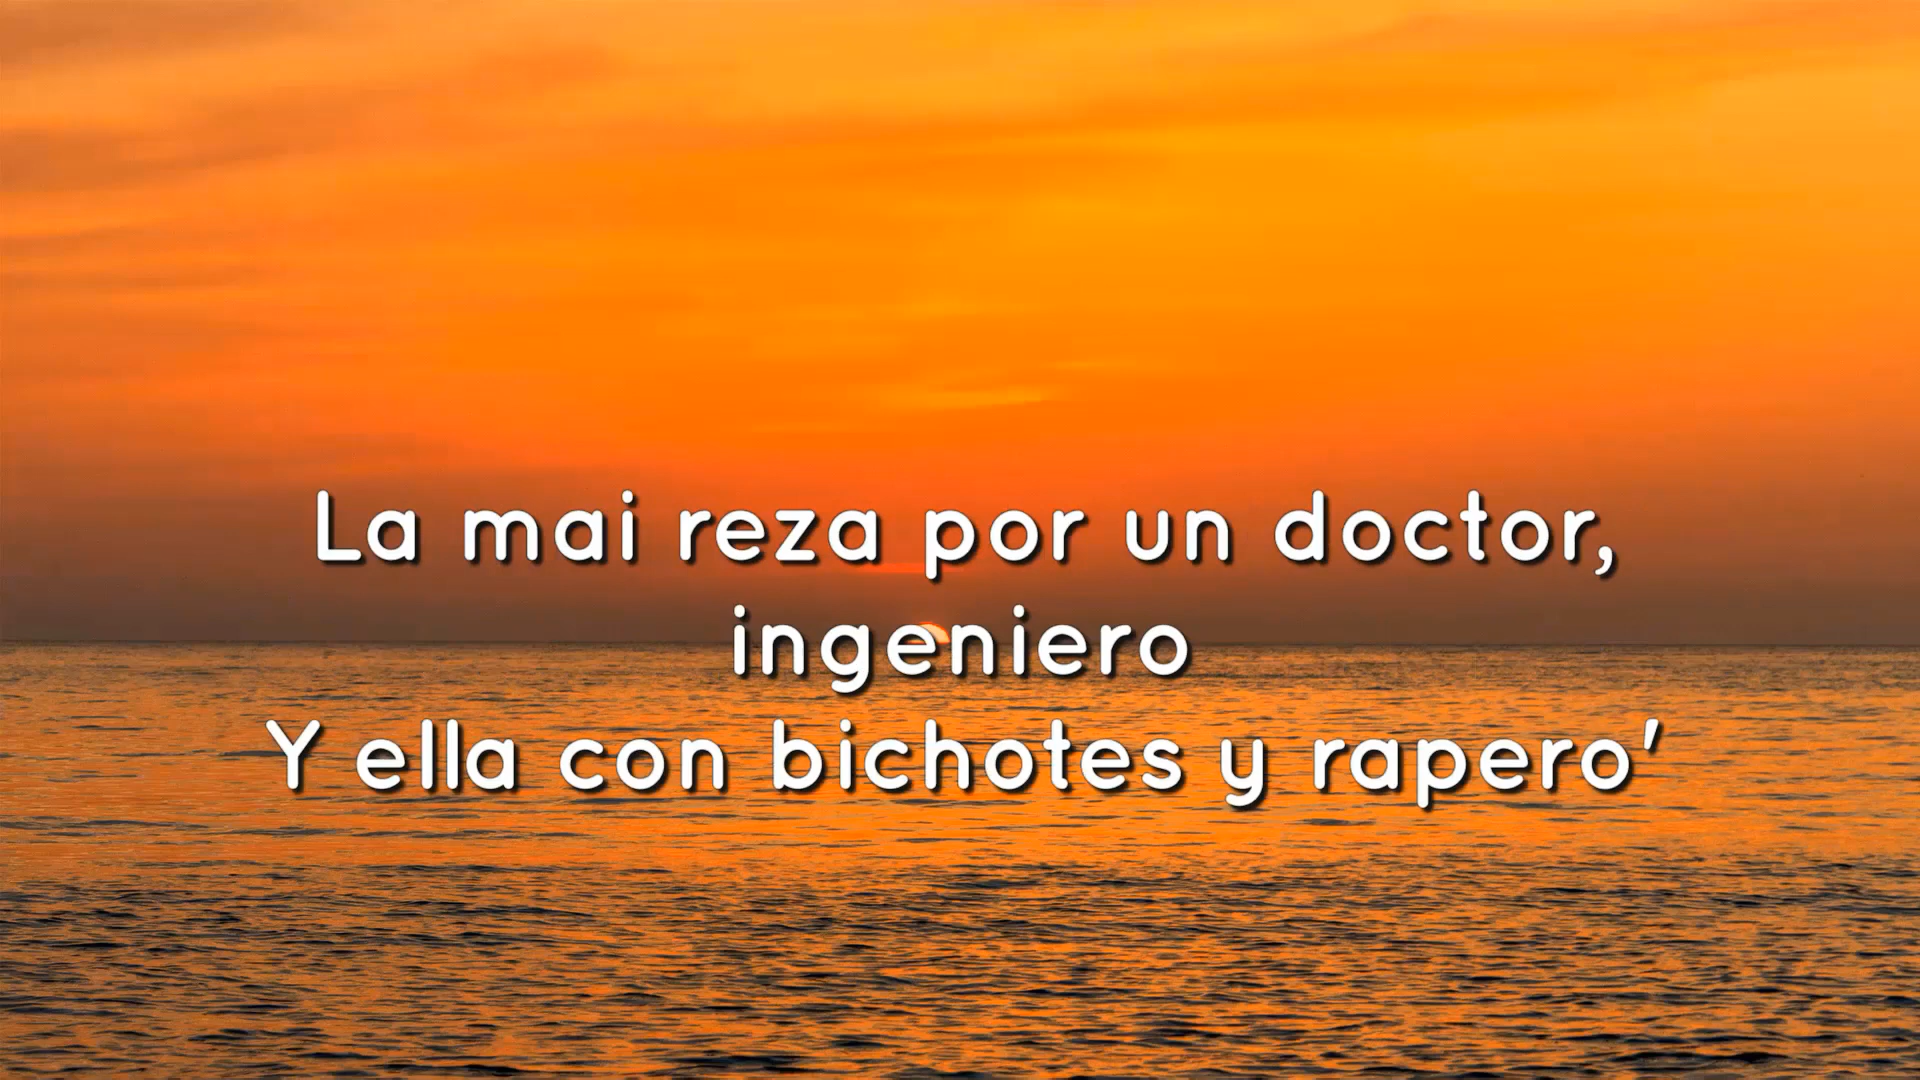 La mai reza por un doctor,
ingeniero
Y ella con bichotes y rapero'